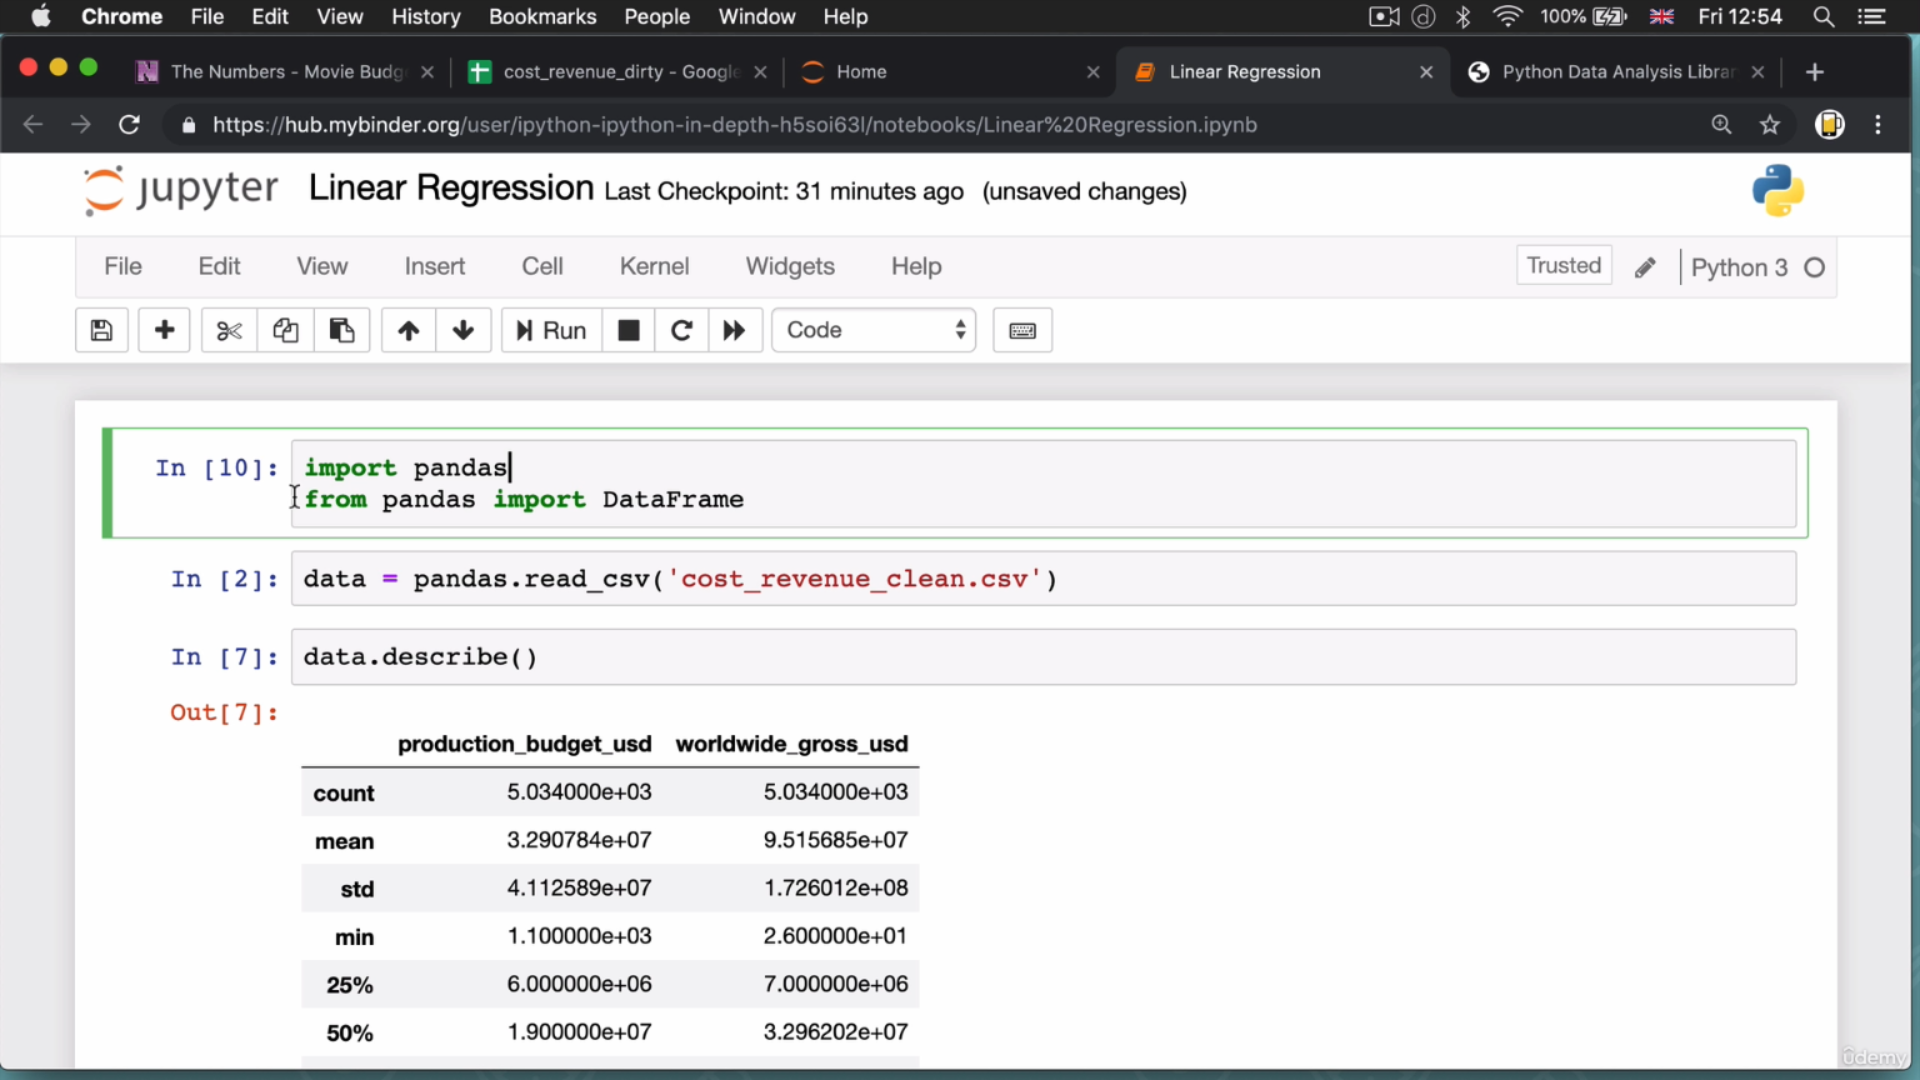 Chrome File Edit View History Bookmarks People Window Help 100% Fri 12:54
The Numbers - Movie Budg cost_revenue_dirty - Google Home Linear Regression Python Data Analysis Librar
https://hub.mybinder.org/user/ipython-ipython-in-depth-h5soi63l/notebooks/Linear%20Regression.ipynb
jupyter Linear Regression Last Checkpoint: 31 minutes ago (unsaved changes)
File Edit View Insert Cell Kernel Widgets Help Trusted Python 3
Run Code
In [10]: import pandas
from pandas import DataFrame
In [2]: data = pandas.read_csv('cost_revenue_clean.csv')
In [7]: data.describe()
Out[7]:
production_budget_usd worldwide_gross_usd
count 5.034000e+03 5.034000e+03
mean 3.290784e+07 9.515685e+07
std 4.112589e+07 1.726012e+08
min 1.100000e+03 2.600000e+01
25% 6.000000e+06 7.000000e+06
50% 1.900000e+07 3.296202e+07
ûdemy